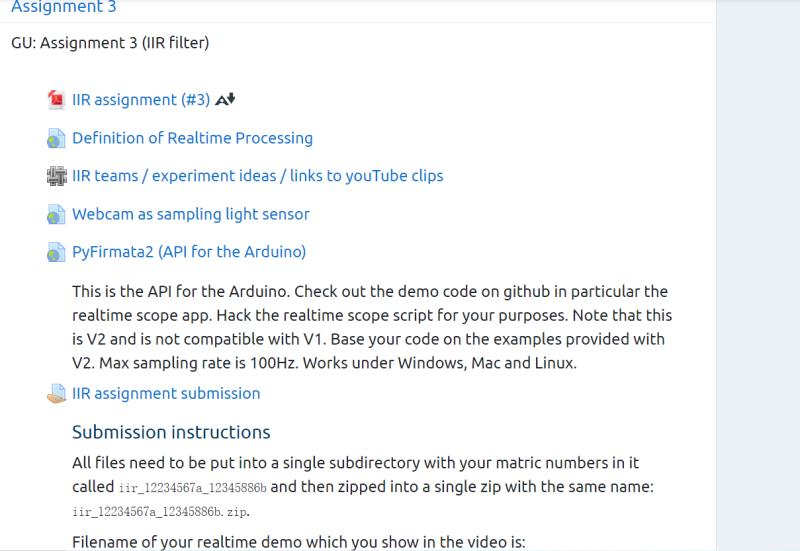 Assignment 3
GU: Assignment 3 (IIR filter)
IIR assignment (#3)
Definition of Realtime Processing
IIR teams / experiment ideas / links to youTube clips
Webcam as sampling light sensor
PyFirmata2 (API for the Arduino)
This is the API for the Arduino. Check out the demo code on github in particular the
realtime scope app. Hack the realtime scope script for your purposes. Note that this
is V2 and is not compatible with V1. Base your code on the examples provided with
V2. Max sampling rate is 100Hz. Works under Windows, Mac and Linux.
IIR assignment submission
Submission instructions
All files need to be put into a single subdirectory with your matric numbers in it
called iir_12234567a_12345886b and then zipped into a single zip with the same name:
iir_12234567a_12345886b.zip.
Filename of your realtime demo which you show in the video is: